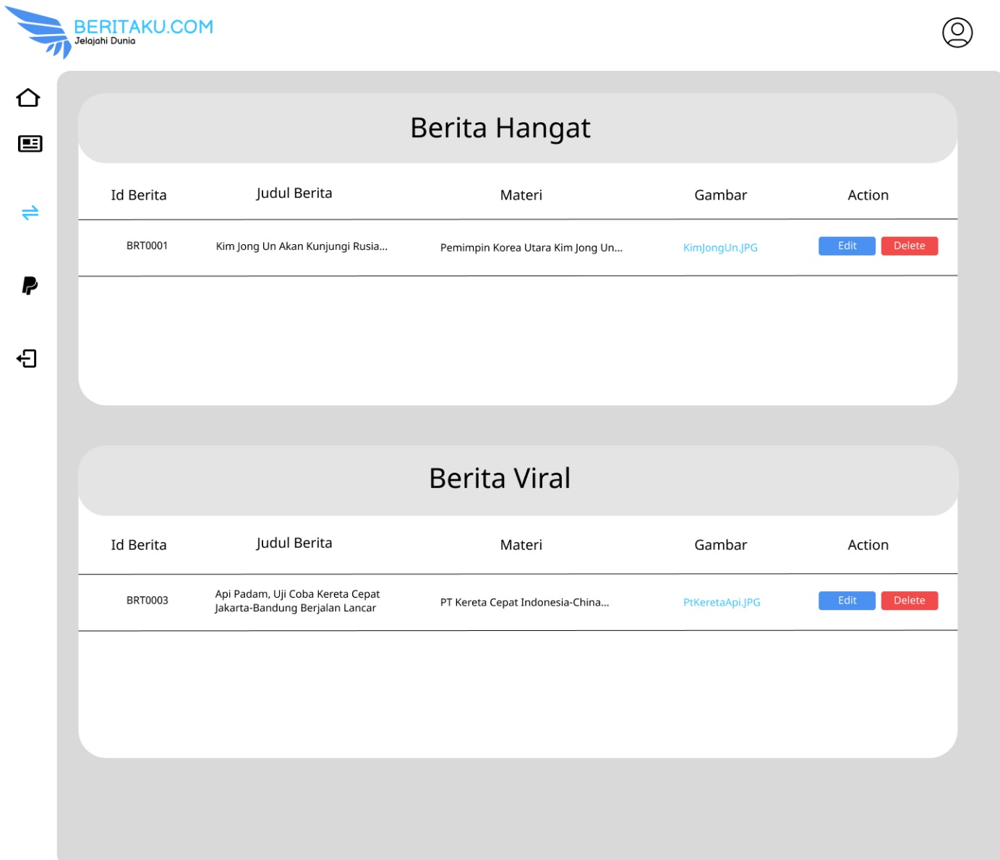 BERITAKU.COM
Jelajahi Dunia
Berita Hangat
Id Berita Judul Berita Materi Gambar Action
BRT0001 Kim Jong Un Akan Kunjungi Rusia... Pemimpin Korea Utara Kim Jong Un... KimJongUn.JPG Edit Delete
Berita Viral
Id Berita Judul Berita Materi Gambar Action
BRT0003 Api Padam, Uji Coba Kereta Cepat
Jakarta-Bandung Berjalan Lancar PT Kereta Cepat Indonesia-China... PtKeretaApi.JPG Edit Delete